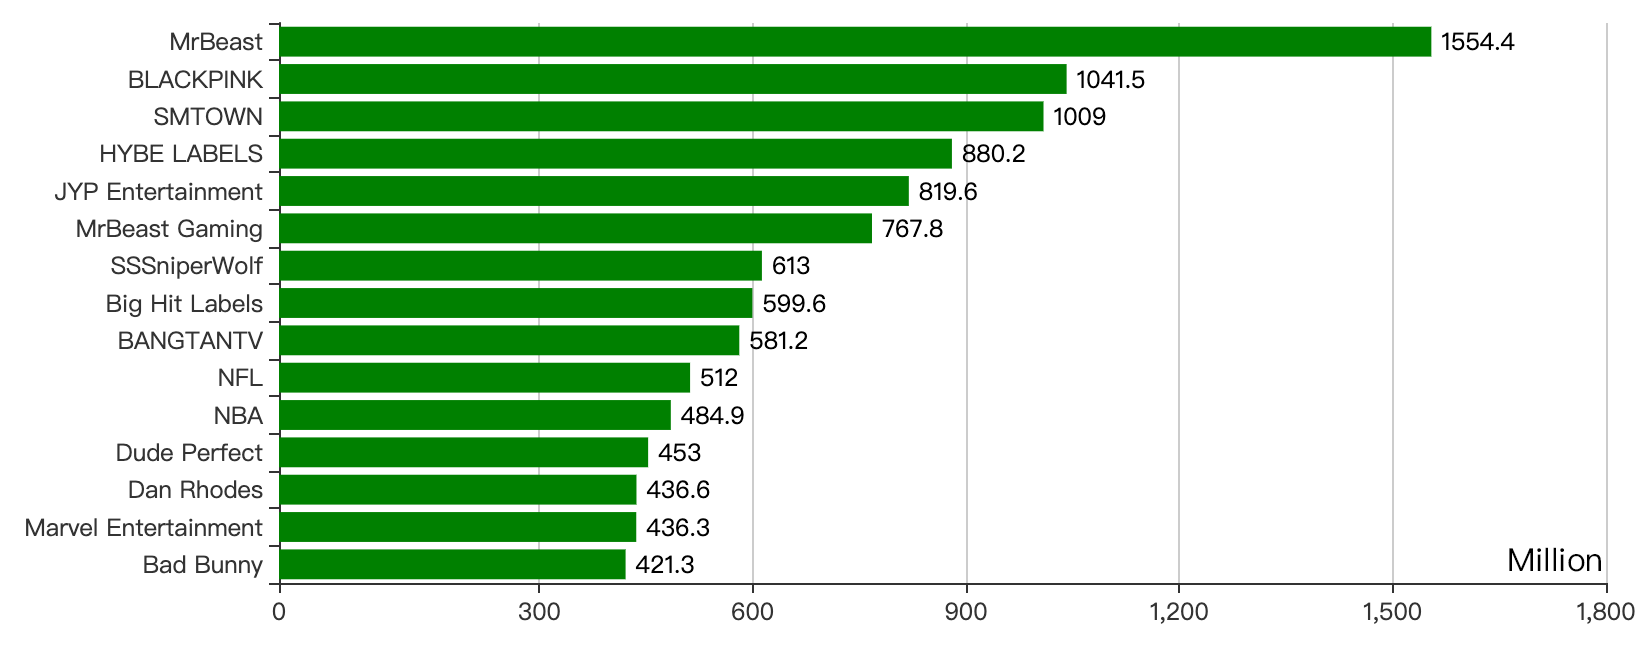 MrBeast 1554.4
BLACKPINK 1041.5
SMTOWN 1009
HYBE LABELS 880.2
JYP Entertainment 819.6
MrBeast Gaming 767.8
SSSniperWolf 613
Big Hit Labels 599.6
BANGTANTV 581.2
NFL 512
NBA 484.9
Dude Perfect 453
Dan Rhodes 436.6
Marvel Entertainment 436.3
Bad Bunny 421.3
Million
0 300 600 900 1,200 1,500 1,800